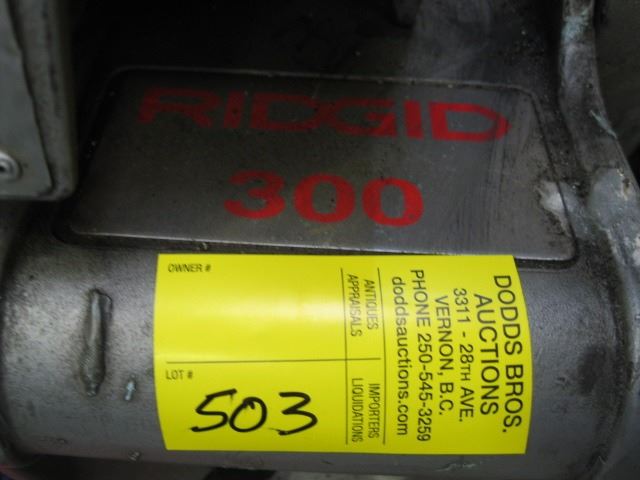 RIDGID
300
OWNER #
LOT #
503
ANTIQUES
APPRAISALS
IMPORTERS
LIQUIDATIONS
DODDS BROS.
AUCTIONS
3311 - 28TH AVE.
VERNON, B.C.
PHONE 250-545-3259
doddsauctions.com